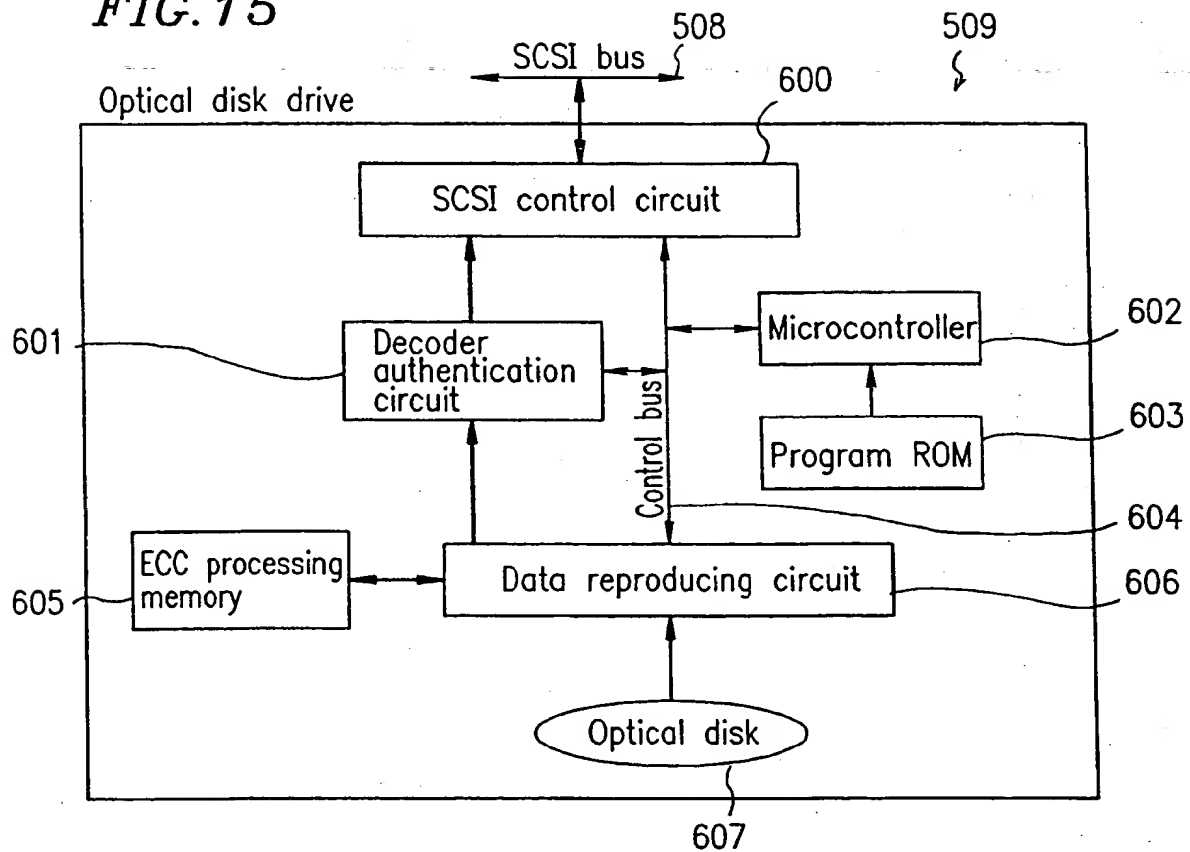 FIG. 15
508
509
SCSI bus
600
Optical disk drive
SCSI control circuit
601
Decoder
authentication
circuit
Control bus
Microcontroller
602
Program ROM
603
604
ECC processing
memory
605
Data reproducing circuit
606
Optical disk
607